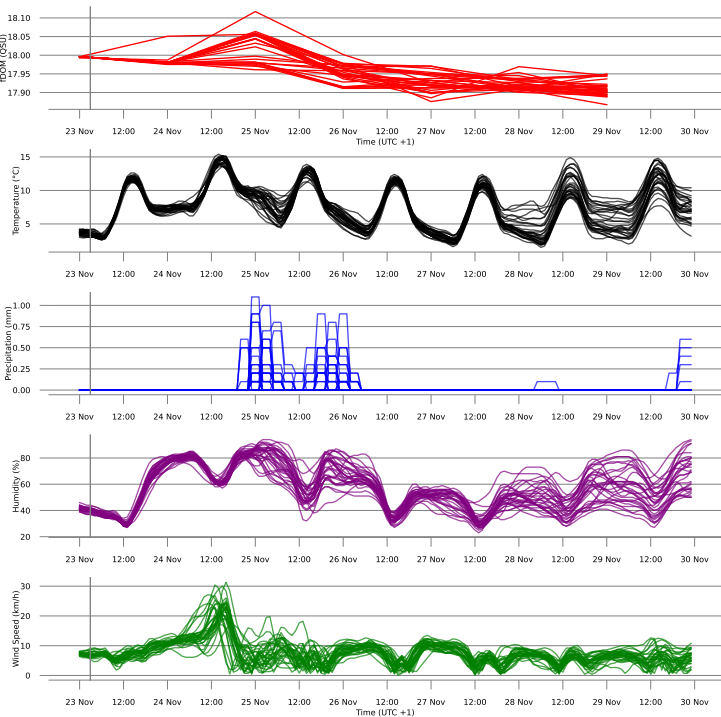 fDOM (QSU)
18.10
18.05
18.00
17.95
17.90
23 Nov 12:00 24 Nov 12:00 25 Nov 12:00 26 Nov 12:00 27 Nov 12:00 28 Nov 12:00 29 Nov 12:00 30 Nov
Time (UTC +1)
Temperature (°C)
15
10
5
23 Nov 12:00 24 Nov 12:00 25 Nov 12:00 26 Nov 12:00 27 Nov 12:00 28 Nov 12:00 29 Nov 12:00 30 Nov
Precipitation (mm)
1.00
0.75
0.50
0.25
0.00
23 Nov 12:00 24 Nov 12:00 25 Nov 12:00 26 Nov 12:00 27 Nov 12:00 28 Nov 12:00 29 Nov 12:00 30 Nov
Humidity (%)
80
60
40
20
23 Nov 12:00 24 Nov 12:00 25 Nov 12:00 26 Nov 12:00 27 Nov 12:00 28 Nov 12:00 29 Nov 12:00 30 Nov
Wind Speed (km/h)
30
20
10
0
23 Nov 12:00 24 Nov 12:00 25 Nov 12:00 26 Nov 12:00 27 Nov 12:00 28 Nov 12:00 29 Nov 12:00 30 Nov
Time (UTC +1)